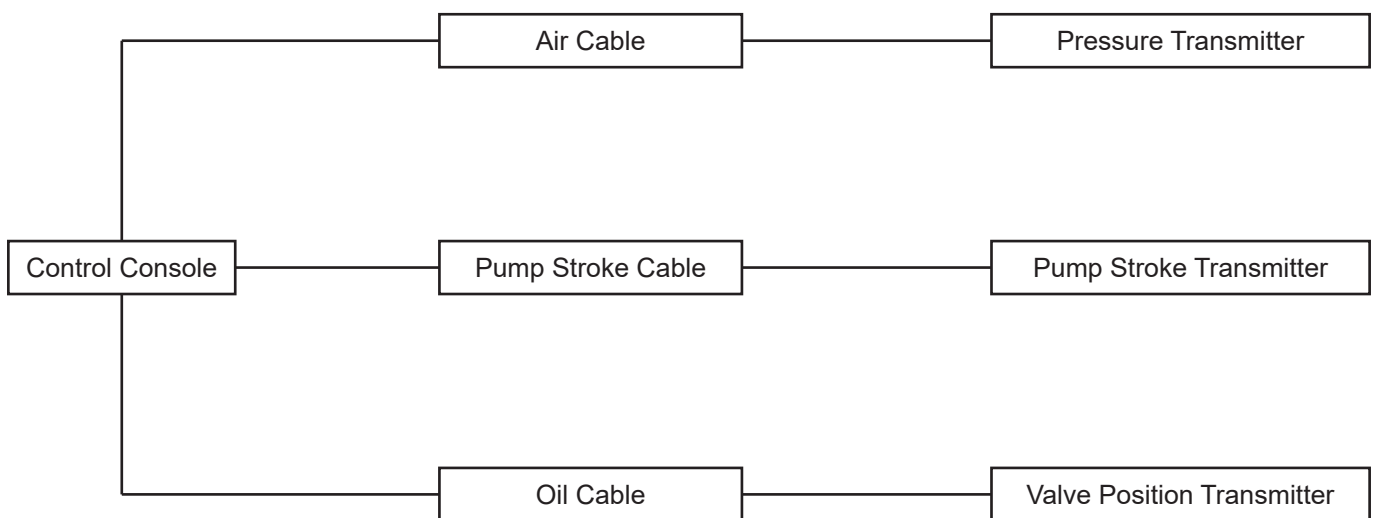 Air Cable
Pressure Transmitter
Control Console
Pump Stroke Cable
Pump Stroke Transmitter
Oil Cable
Valve Position Transmitter